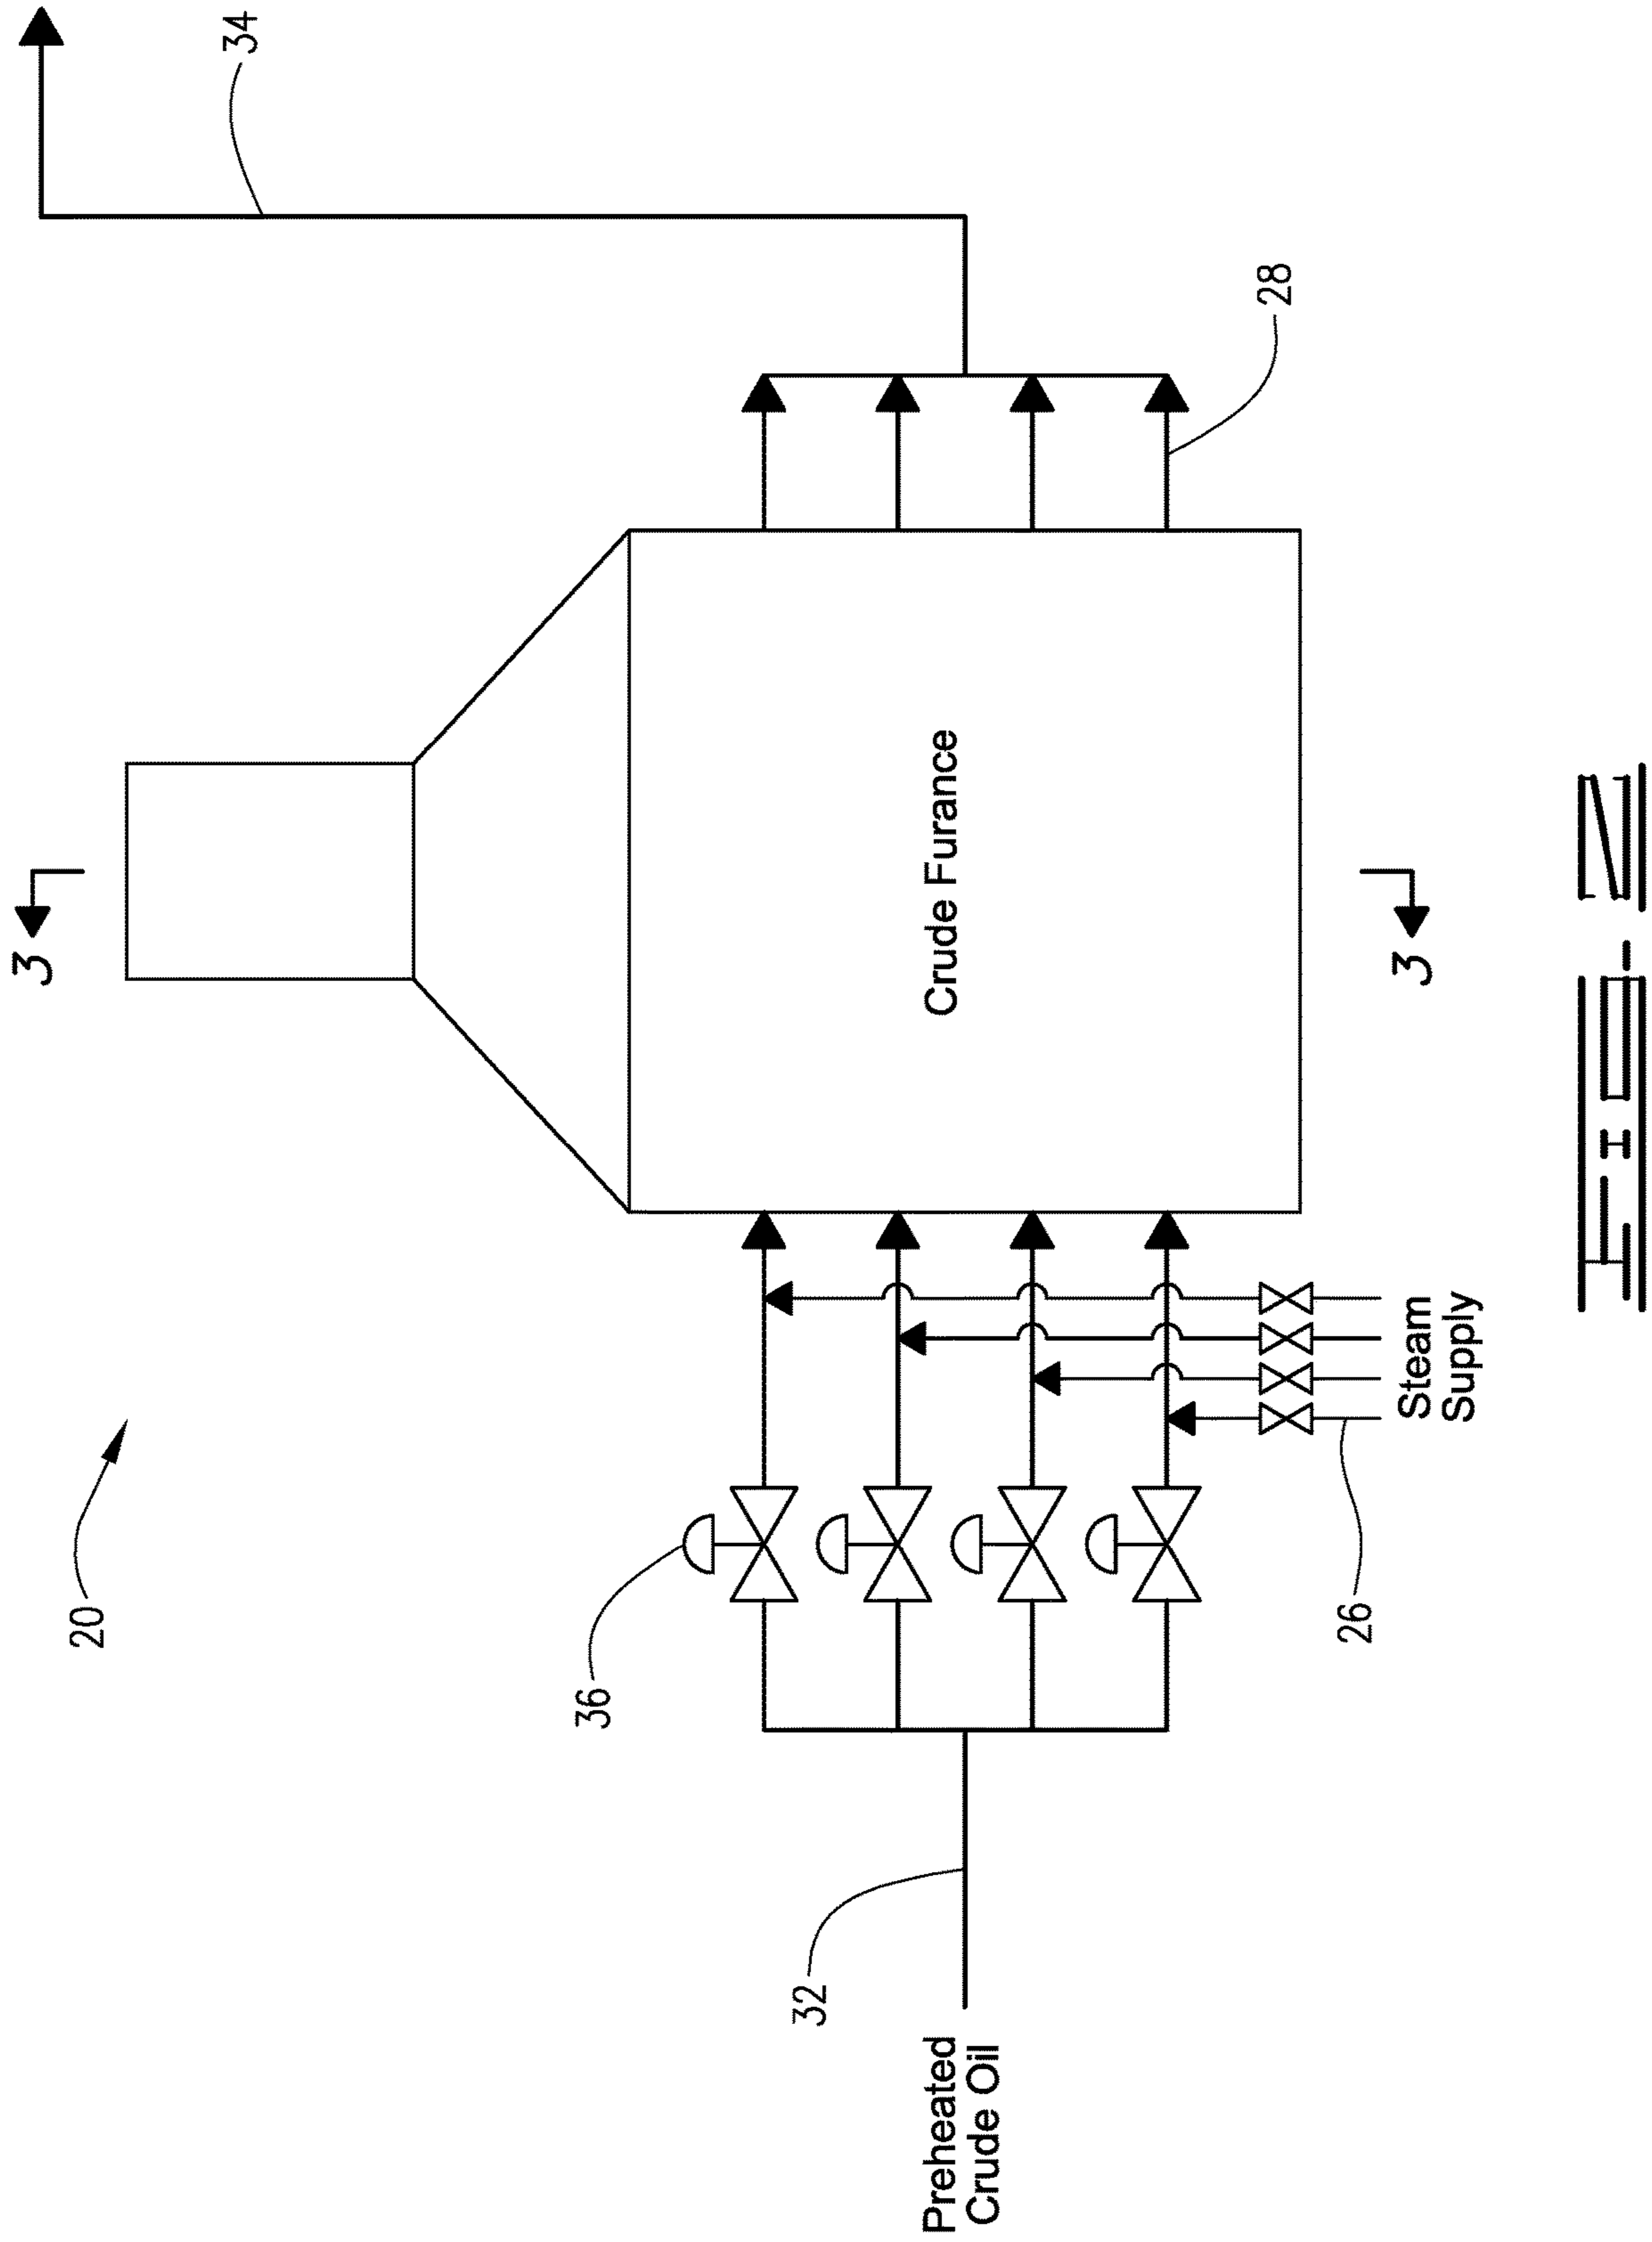 3
20
34
36
32
Preheated
Crude Oil
Crude Furance
28
26
3
Steam
Supply
FIG. 2